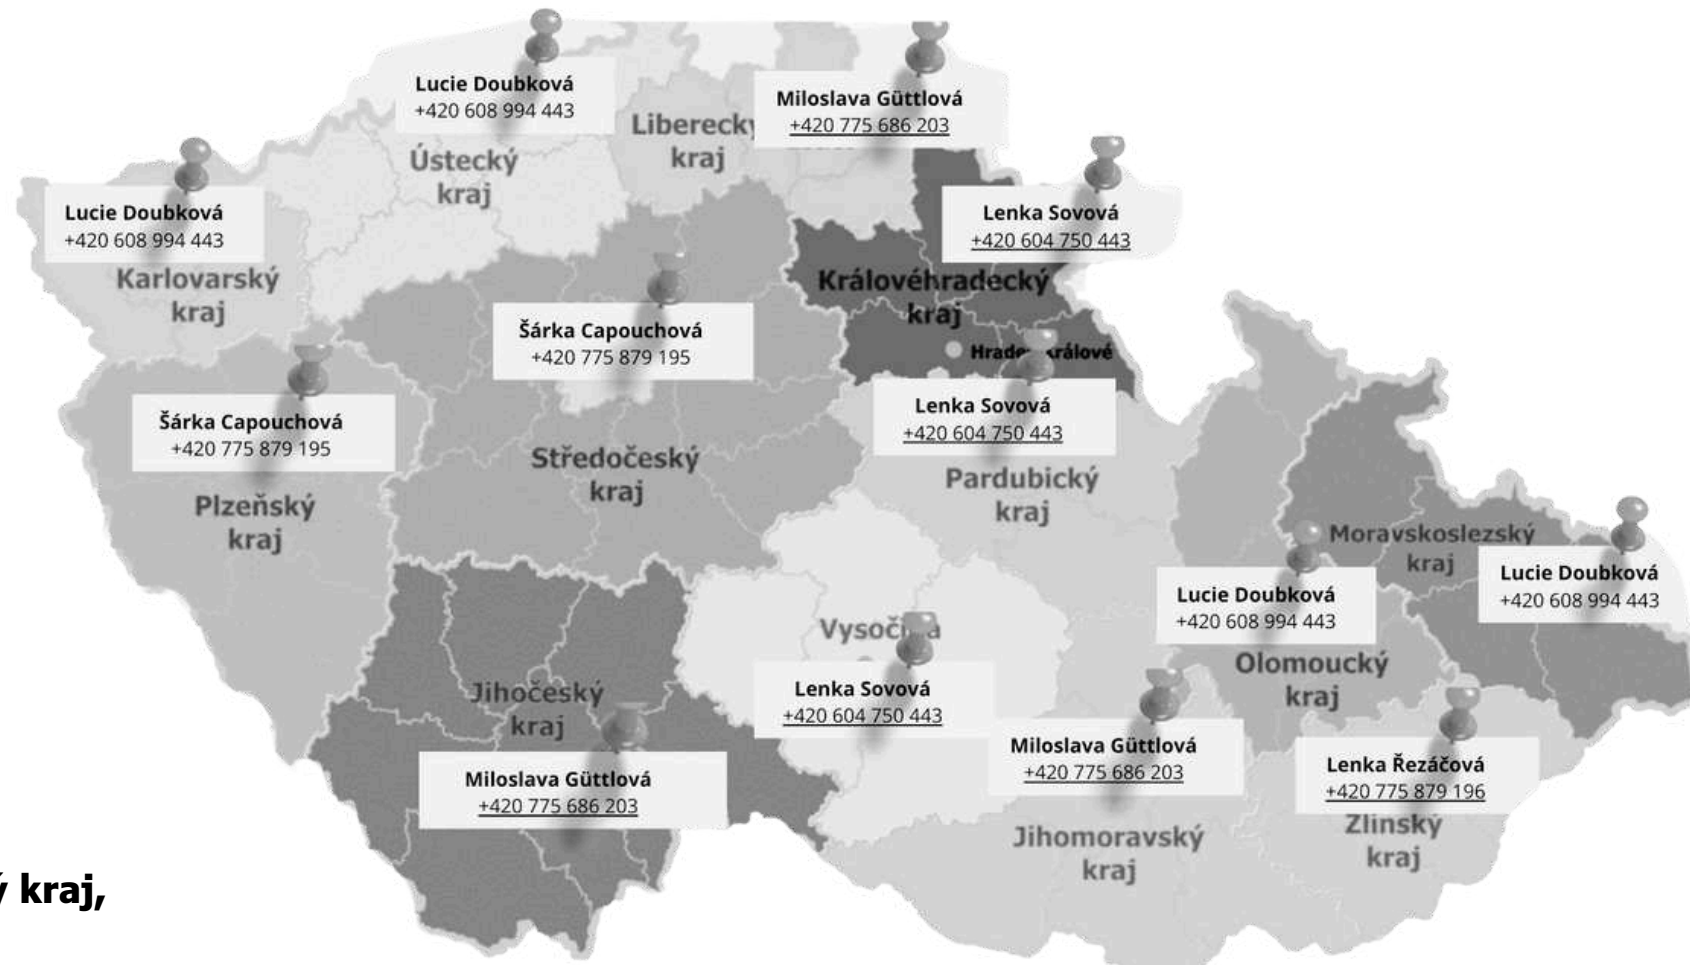 Lucie Doubková
+420 608 994 443
Miloslava Güttlová
+420 775 686 203
Liberecký
kraj
Ústecký
kraj
Lucie Doubková
+420 608 994 443
Lenka Sovová
+420 604 750 443
Karlovarský
kraj
Královéhradecký
kraj
Šárka Capouchová
+420 775 879 195
Králové
Lenka Sovová
+420 604 750 443
Šárka Capouchová
+420 775 879 195
Středočeský
kraj
Pardubický
kraj
Plzeňský
kraj
Moravskoslezský
kraj
Lucie Doubková
+420 608 994 443
Lucie Doubková
+420 608 994 443
Vysočina
Olomoucký
kraj
Jihočeský
kraj
Lenka Sovová
+420 604 750 443
Miloslava Güttlová
+420 775 686 203
Lenka Řezáčová
+420 775 879 196
Miloslava Güttlová
+420 775 686 203
Zlínský
kraj
Jihomoravský
kraj
ý kraj,